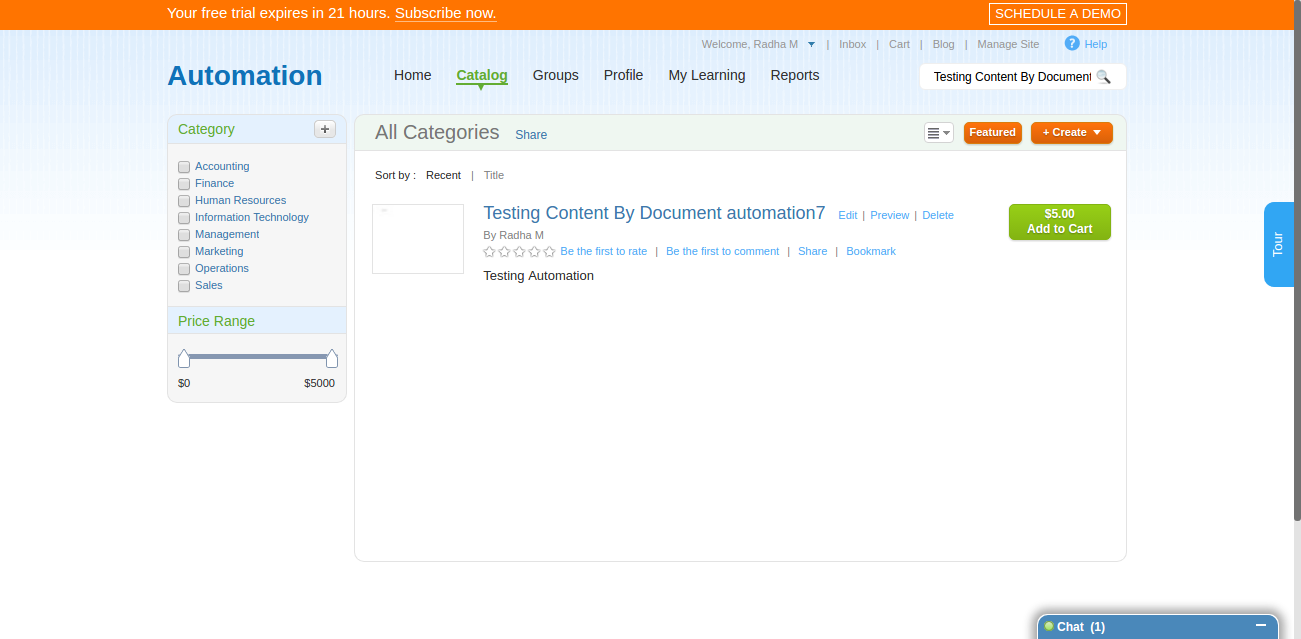 Your free trial expires in 21 hours. Subscribe now.
SCHEDULE A DEMO
Welcome, Radha M | Inbox | Cart | Blog | Manage Site ? Help
Automation
Home Catalog Groups Profile My Learning Reports
Testing Content By Document
Category +
Accounting
Finance
Human Resources
Information Technology
Management
Marketing
Operations
Sales
Price Range
$0 $5000
All Categories Share
Featured + Create
Sort by : Recent | Title
Testing Content By Document automation7 Edit | Preview | Delete
By Radha M
Be the first to rate | Be the first to comment | Share | Bookmark
Testing Automation
$5.00
Add to Cart
Tour
Chat (1)